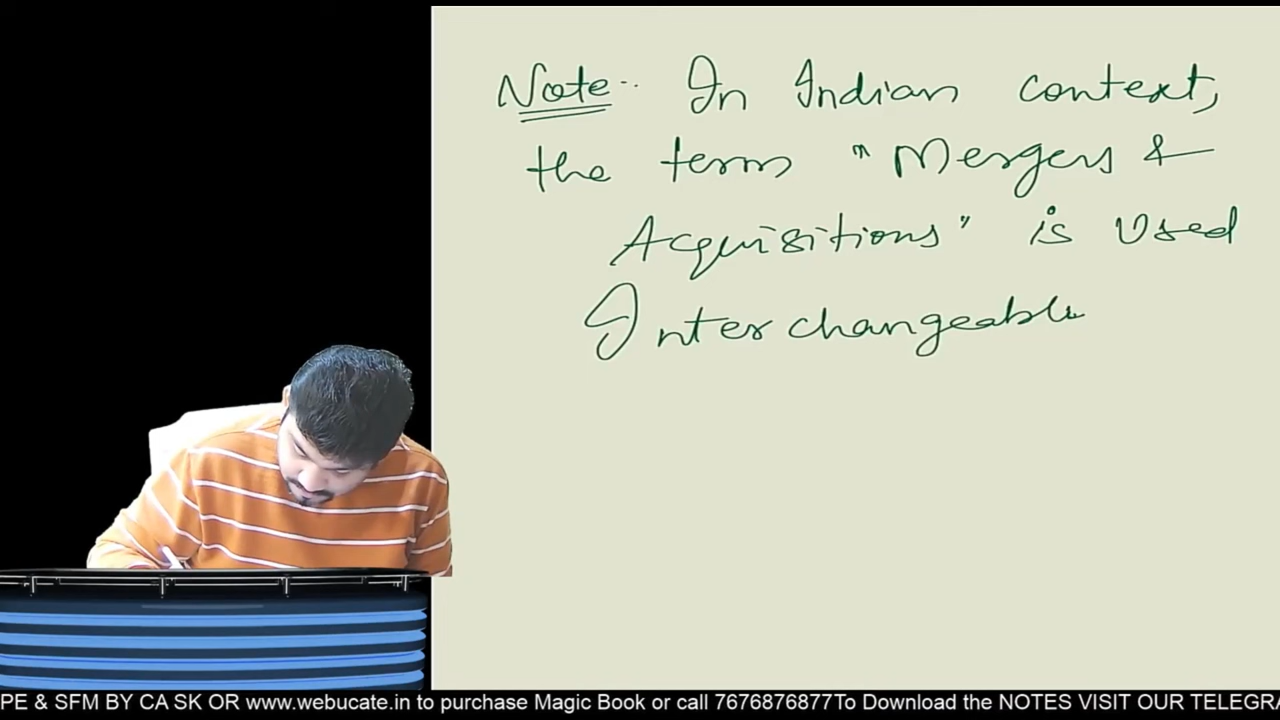 Note:- In Indian context,
the term "Mergers &
Acquisitions" is used
Interchangeable
PE & SFM BY CA SK OR www.webucate.in to purchase Magic Book or call 7676876877To Download the NOTES VISIT OUR TELEGRA